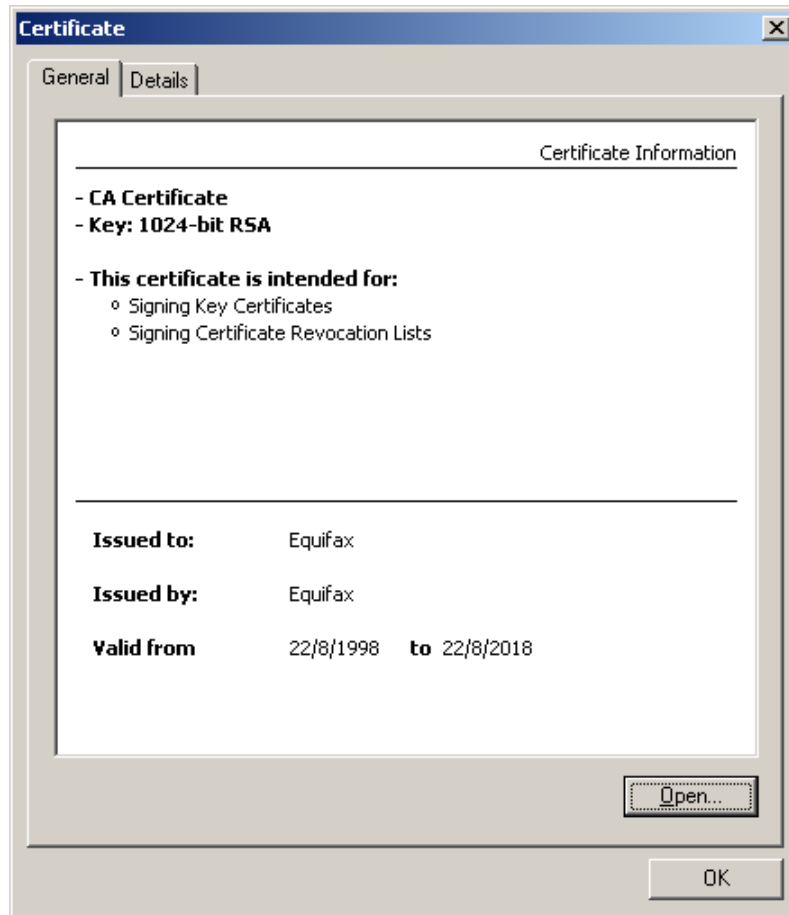 Certificate
General Details
Certificate Information
- CA Certificate
- Key: 1024-bit RSA
- This certificate is intended for:
Signing Key Certificates
Signing Certificate Revocation Lists
Issued to: Equifax
Issued by: Equifax
Valid from 22/8/1998 to 22/8/2018
Open...
OK